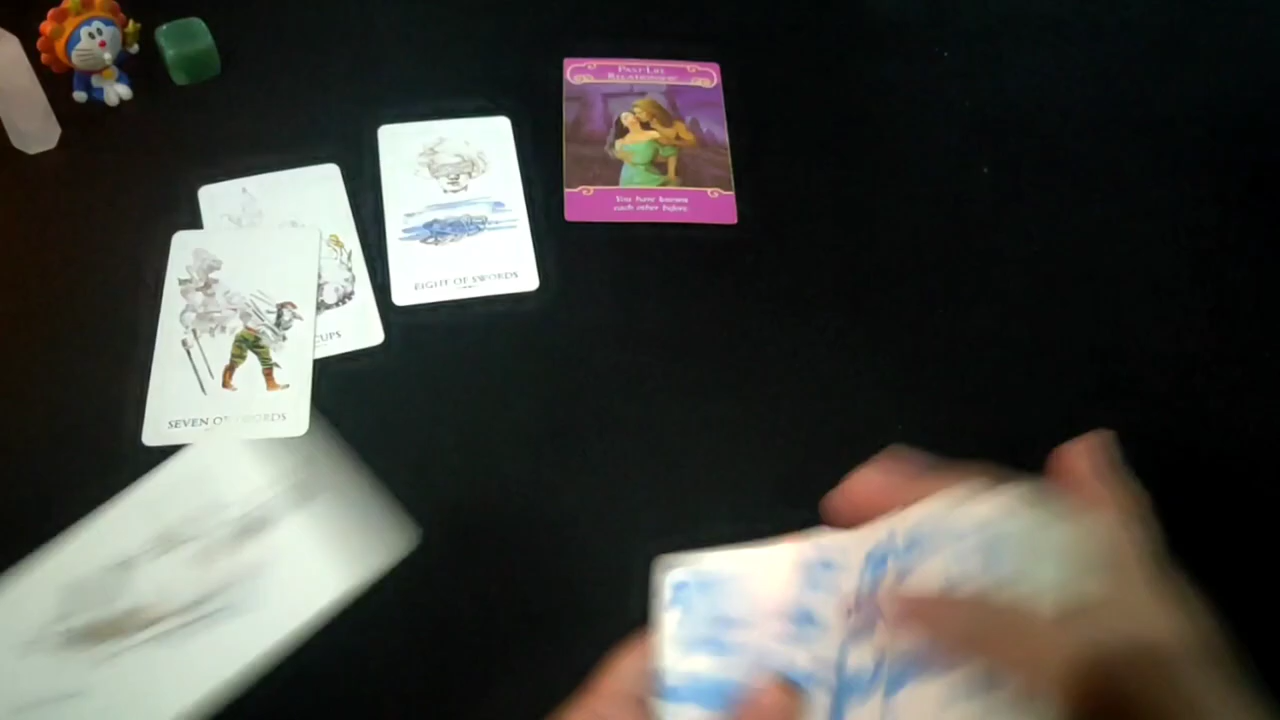 PAST-LIFE
RELATIONSHIP
You have known
each other before.
EIGHT OF SWORDS
CUPS
SEVEN OF SWORDS